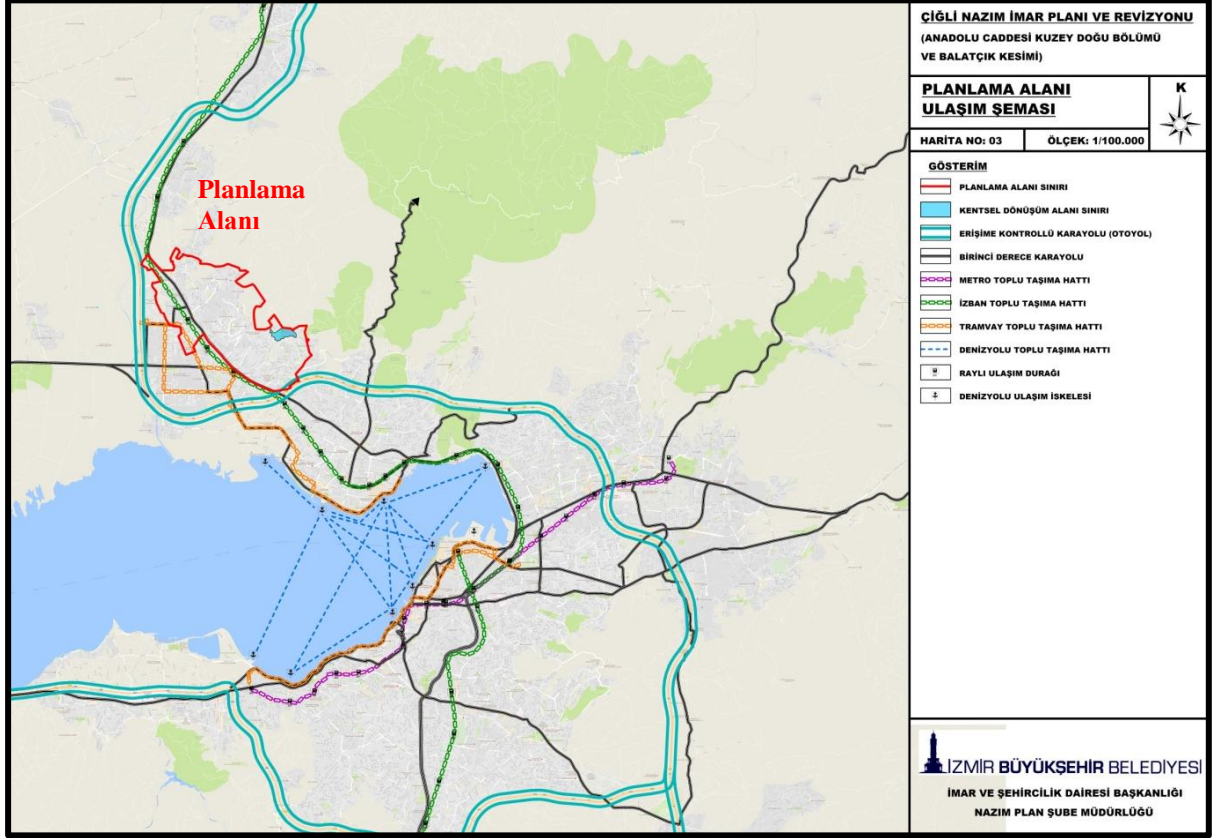 Planlama
Alanı
ÇİĞLİ NAZIM İMAR PLANI VE REVİZYONU
(ANADOLU CADDESİ KUZEY DOĞU BÖLÜMÜ
VE BALATÇIK KESİMİ)
PLANLAMA ALANI
ULAŞIM ŞEMASI
K
HARİTA NO: 03
ÖLÇEK: 1/100.000
GÖSTERİM
PLANLAMA ALANI SINIRI
KENTSEL DÖNÜŞÜM ALANI SINIRI
ERİŞİME KONTROLLÜ KARAYOLU (OTOYOL)
BİRİNCİ DERECE KARAYOLU
METRO TOPLU TAŞIMA HATTI
İZBAN TOPLU TAŞIMA HATTI
TRAMVAY TOPLU TAŞIMA HATTI
DENİZYOLU TOPLU TAŞIMA HATTI
RAYLI ULAŞIM DURAĞI
DENİZYOLU ULAŞIM İSKELESİ
İZMİR BÜYÜKŞEHİR BELEDİYESİ
İMAR VE ŞEHİRCİLİK DAİRESİ BAŞKANLIĞI
NAZIM PLAN ŞUBE MÜDÜRLÜĞÜ